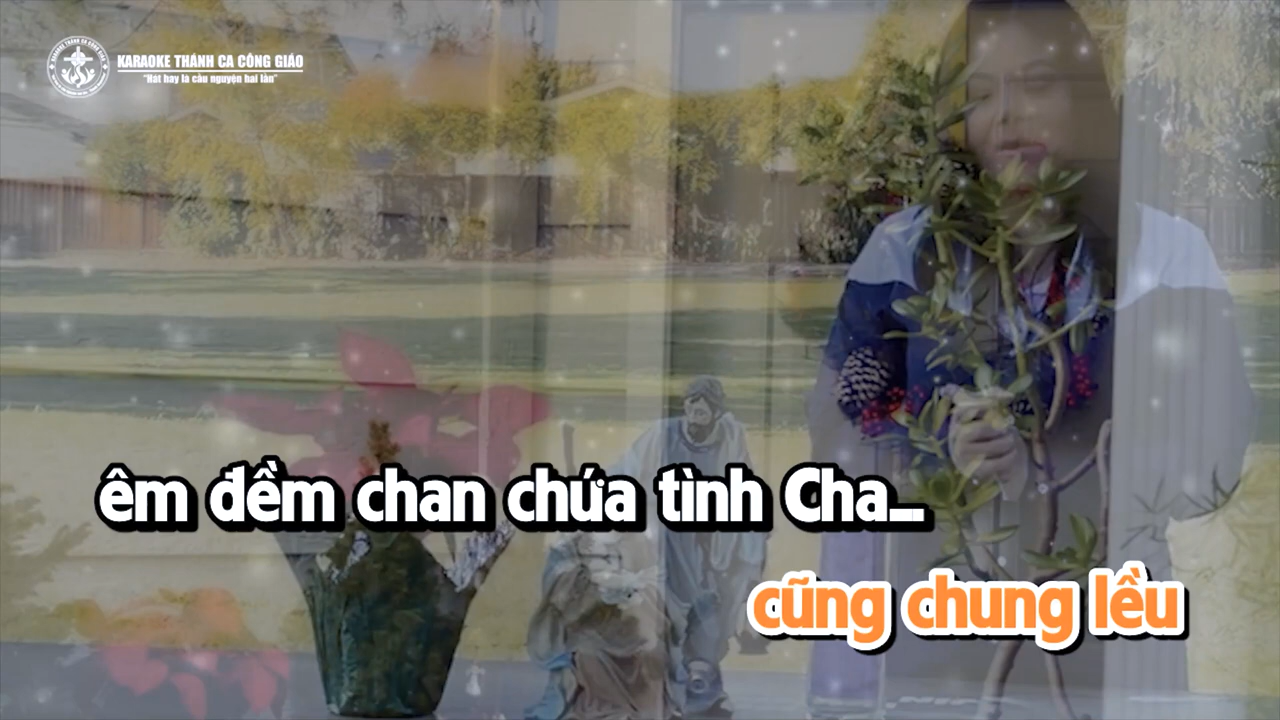 KARAOKE THÁNH CA CÔNG GIÁO
"Hát hay là cầu nguyện hai lần"
êm đềm chan chứa tình Cha...
cũng chung lều